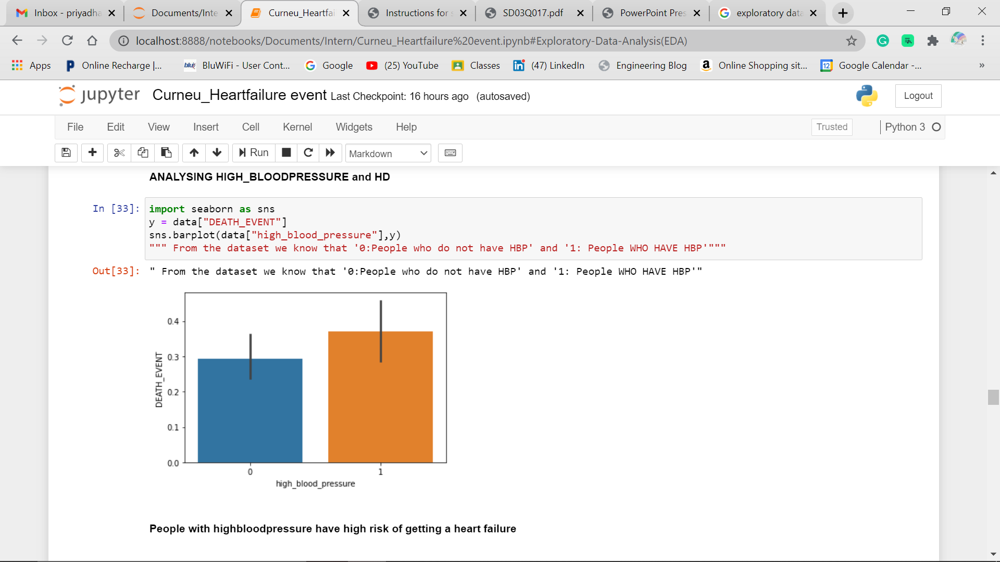 Inbox - priyadha
Documents/Inte
Curneu_Heartfai
Instructions for s
SD03Q017.pdf
PowerPoint Pres
exploratory data
localhost:8888/notebooks/Documents/Intern/Curneu_Heartfailure%20event.ipynb#Exploratory-Data-Analysis(EDA)
Apps
Online Recharge |...
BluWiFi - User Cont...
Google
(25) YouTube
Classes
(47) LinkedIn
Engineering Blog
Online Shopping sit...
Google Calendar -...
jupyter Curneu_Heartfailure event Last Checkpoint: 16 hours ago (autosaved)
Logout
File Edit View Insert Cell Kernel Widgets Help
Trusted
Python 3
Run
Markdown
ANALYSING HIGH_BLOODPRESSURE and HD
In [33]: import seaborn as sns
y = data["DEATH_EVENT"]
sns.barplot(data["high_blood_pressure"],y)
""" From the dataset we know that '0:People who do not have HBP' and '1: People WHO HAVE HBP'"""
Out[33]: " From the dataset we know that '0:People who do not have HBP' and '1: People WHO HAVE HBP'"
0.4
0.3
0.2
0.1
0.0
DEATH_EVENT
0 1
high_blood_pressure
People with highbloodpressure have high risk of getting a heart failure